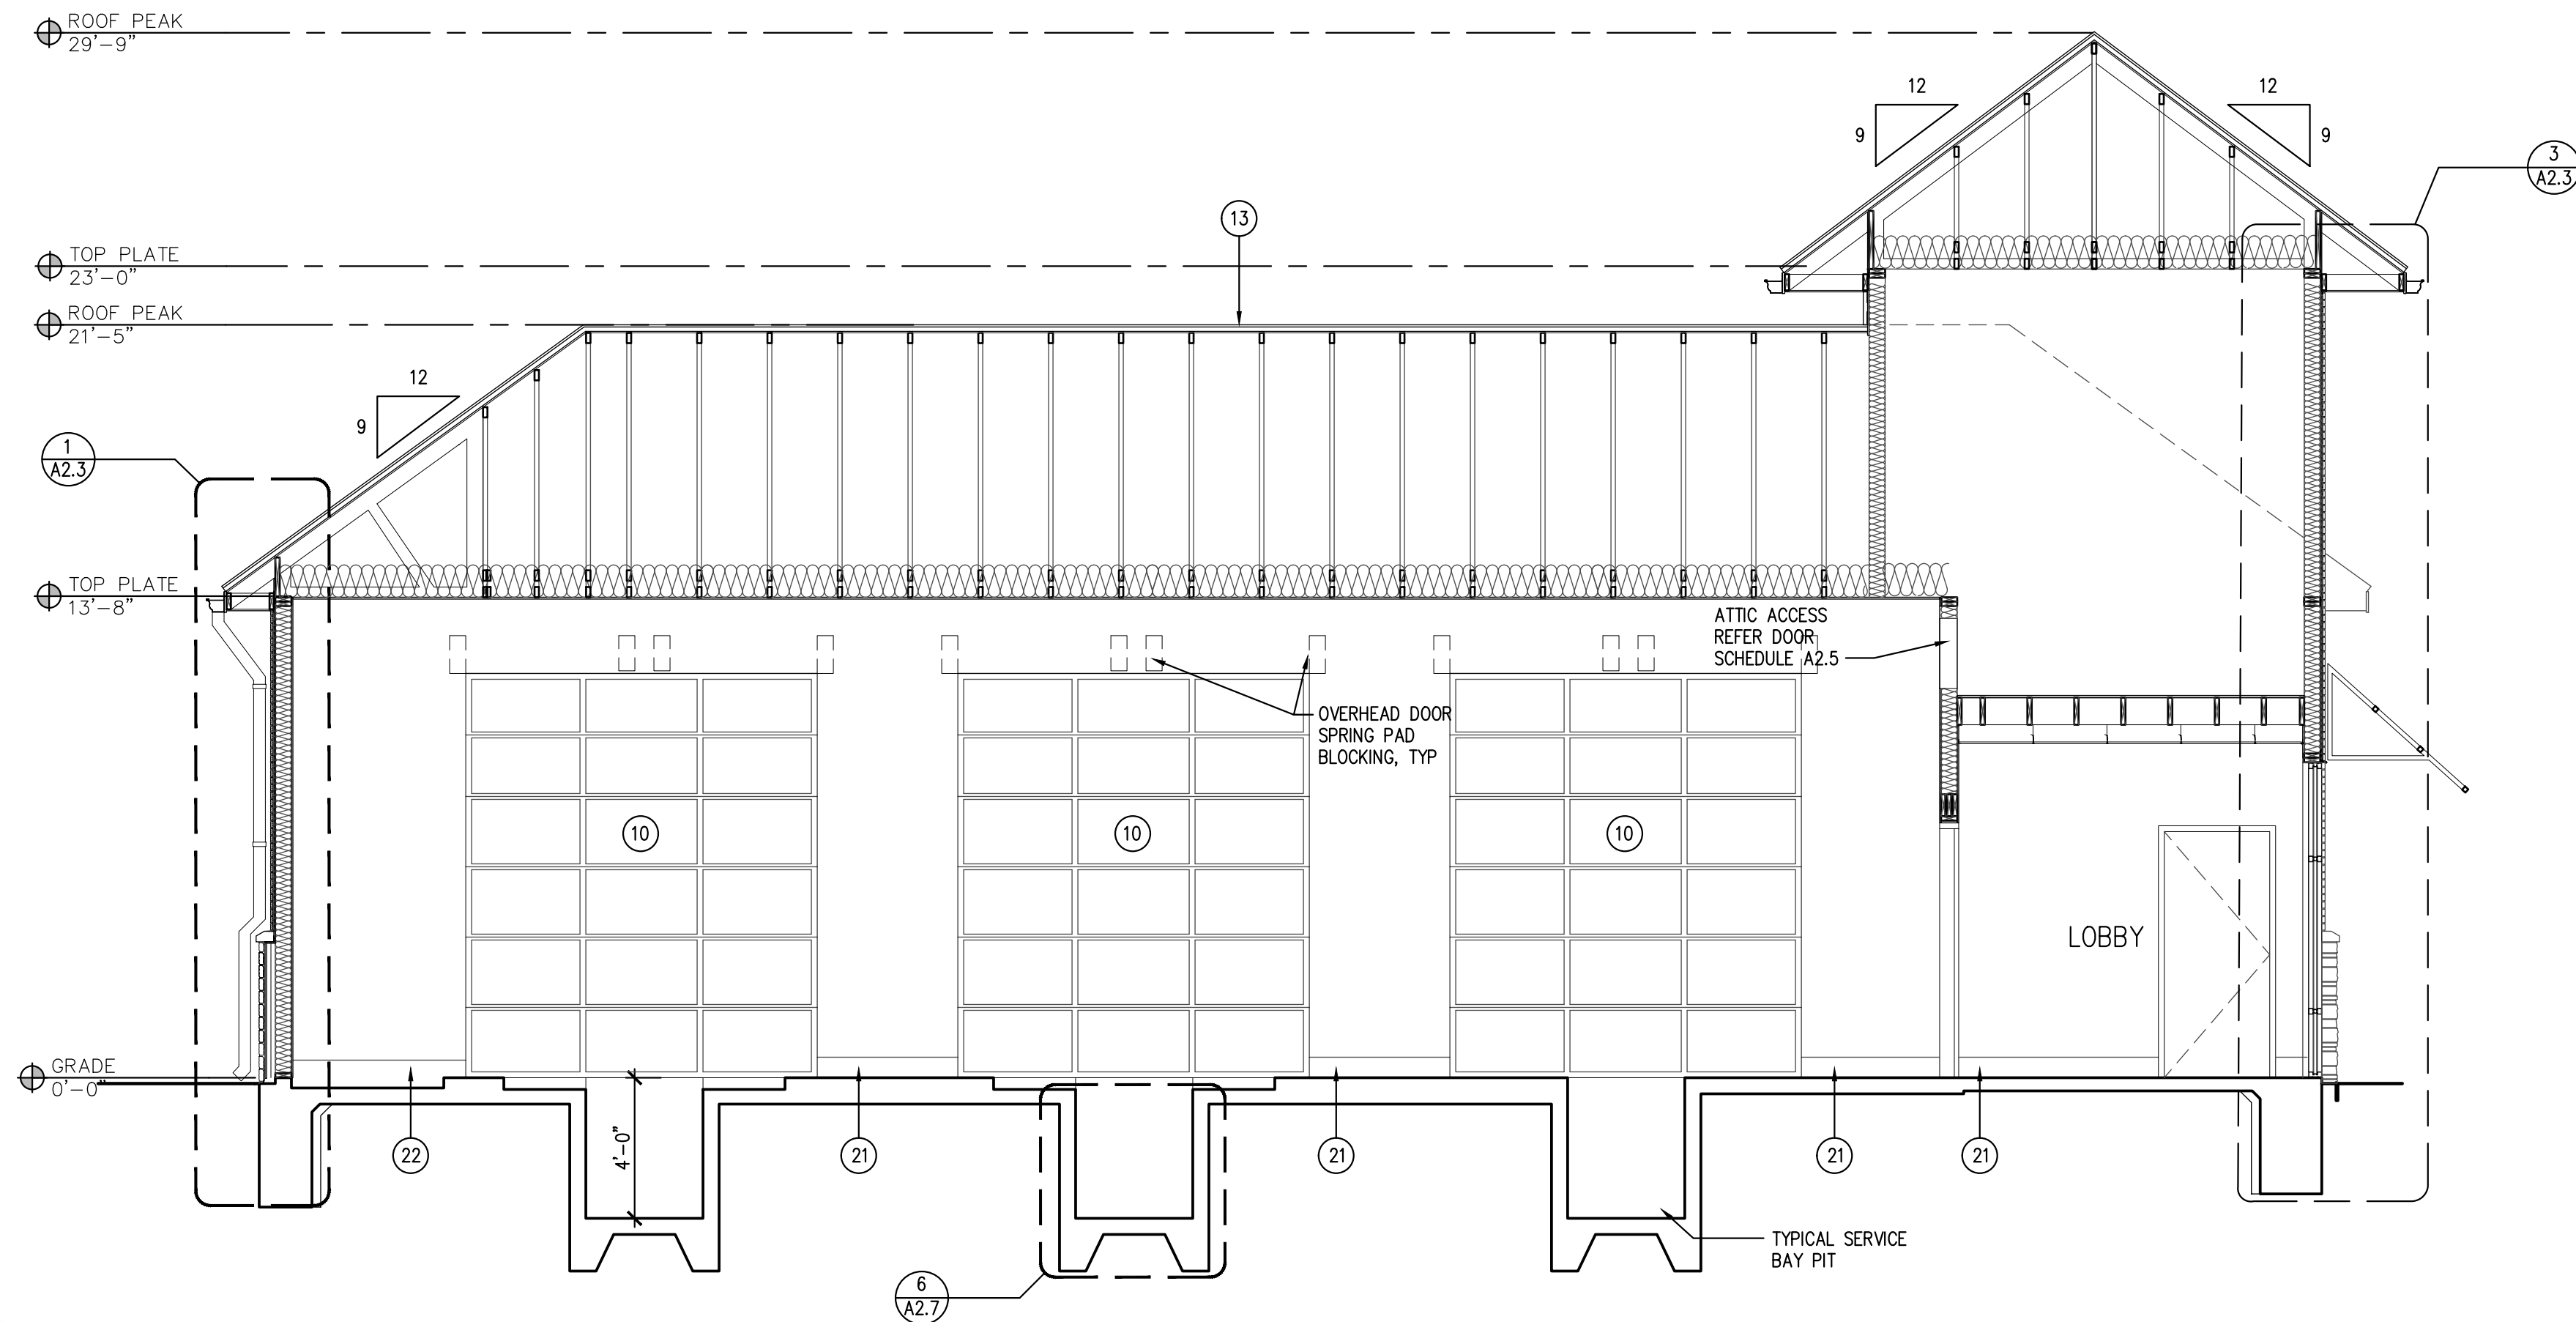 ROOF PEAK
29'-9"
12
12
9
9
3
A2.3
13
TOP PLATE
23'-0"
ROOF PEAK
21'-5"
12
9
1
A2.3
TOP PLATE
13'-8"
ATTIC ACCESS
REFER DOOR
SCHEDULE A2.5
OVERHEAD DOOR
SPRING PAD
BLOCKING, TYP
10
10
10
LOBBY
GRADE
0'-0"
4'-0"
22
21
21
21
21
TYPICAL SERVICE
BAY PIT
6
A2.7